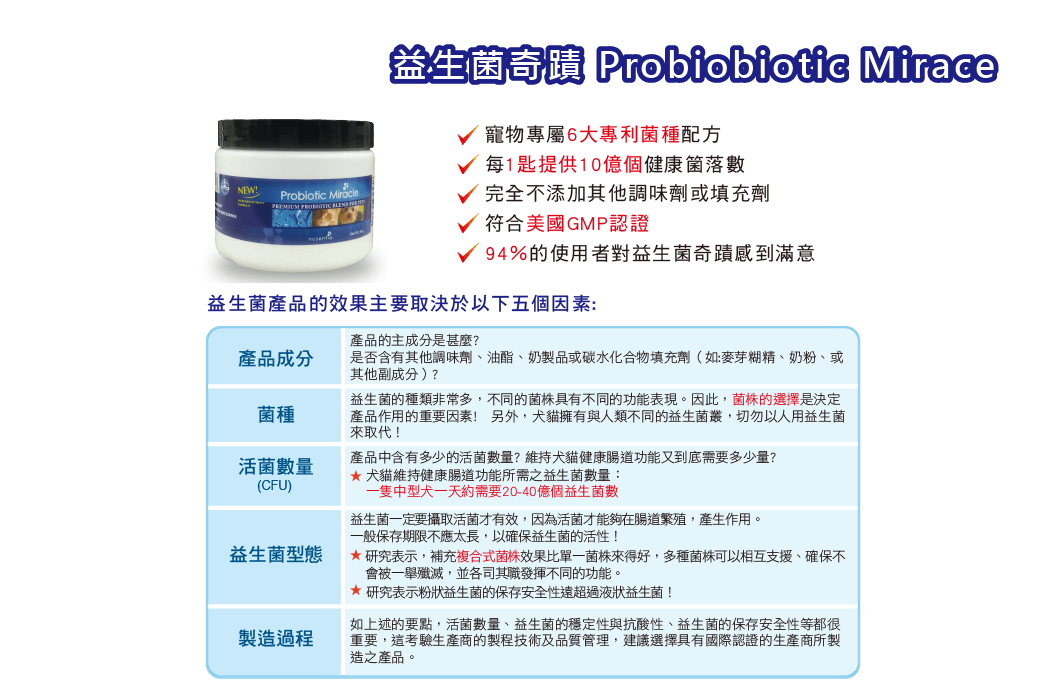 益生菌奇蹟 Probiobiotic Mirace
寵物專屬6大專利菌種配方
每1匙提供10億個健康菌落數
完全不添加其他調味劑或填充劑
符合美國GMP認證
94%的使用者對益生菌奇蹟感到滿意
NEW!
Probiotic Miracle
PREMIUM PROBIOTIC BLEND FOR PETS
nusentia
益生菌產品的效果主要取決於以下五個因素:
產品成分
產品的主成分是甚麼?
是否含有其他調味劑、油酯、奶製品或碳水化合物填充劑（如:麥芽糊精、奶粉、或
其他副成分）?
菌種
益生菌的種類非常多，不同的菌株具有不同的功能表現。因此，菌株的選擇是決定
產品作用的重要因素! 另外，犬貓擁有與人類不同的益生菌叢，切勿以人用益生菌
來取代！
活菌數量
(CFU)
產品中含有多少的活菌數量? 維持犬貓健康腸道功能又到底需要多少量?
★ 犬貓維持健康腸道功能所需之益生菌數量：
一隻中型犬一天約需要20-40億個益生菌數
益生菌型態
益生菌一定要攝取活菌才有效，因為活菌才能夠在腸道繁殖，產生作用。
一般保存期限不應太長，以確保益生菌的活性！
★ 研究表示，補充複合式菌株效果比單一菌株來得好，多種菌株可以相互支援、確保不
會被一舉殲滅，並各司其職發揮不同的功能。
★ 研究表示粉狀益生菌的保存安全性遠超過液狀益生菌！
製造過程
如上述的要點，活菌數量、益生菌的穩定性與抗酸性、益生菌的保存安全性等都很
重要，這考驗生產商的製程技術及品質管理，建議選擇具有國際認證的生產商所製
造之產品。